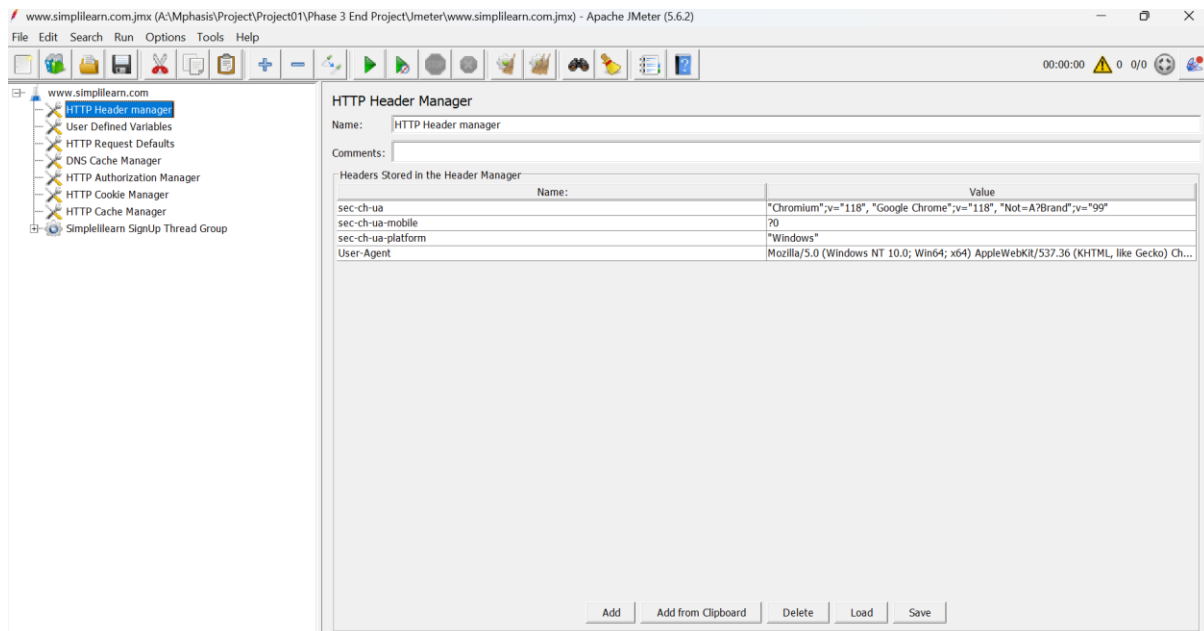 www.simplilearn.com.jmx (A:\Mphasis\Project\Project01\Phase 3 End Project\Jmeter\www.simplilearn.com.jmx) - Apache JMeter (5.6.2)
File Edit Search Run Options Tools Help
00:00:00 0 0/0
www.simplilearn.com
HTTP Header manager
User Defined Variables
HTTP Request Defaults
DNS Cache Manager
HTTP Authorization Manager
HTTP Cookie Manager
HTTP Cache Manager
Simplelilearn SignUp Thread Group
HTTP Header Manager
Name: HTTP Header manager
Comments:
Headers Stored in the Header Manager
Name: Value
sec-ch-ua "Chromium";v="118", "Google Chrome";v="118", "Not=A?Brand";v="99"
sec-ch-ua-mobile ?0
sec-ch-ua-platform "Windows"
User-Agent Mozilla/5.0 (Windows NT 10.0; Win64; x64) AppleWebKit/537.36 (KHTML, like Gecko) Ch...
Add Add from Clipboard Delete Load Save